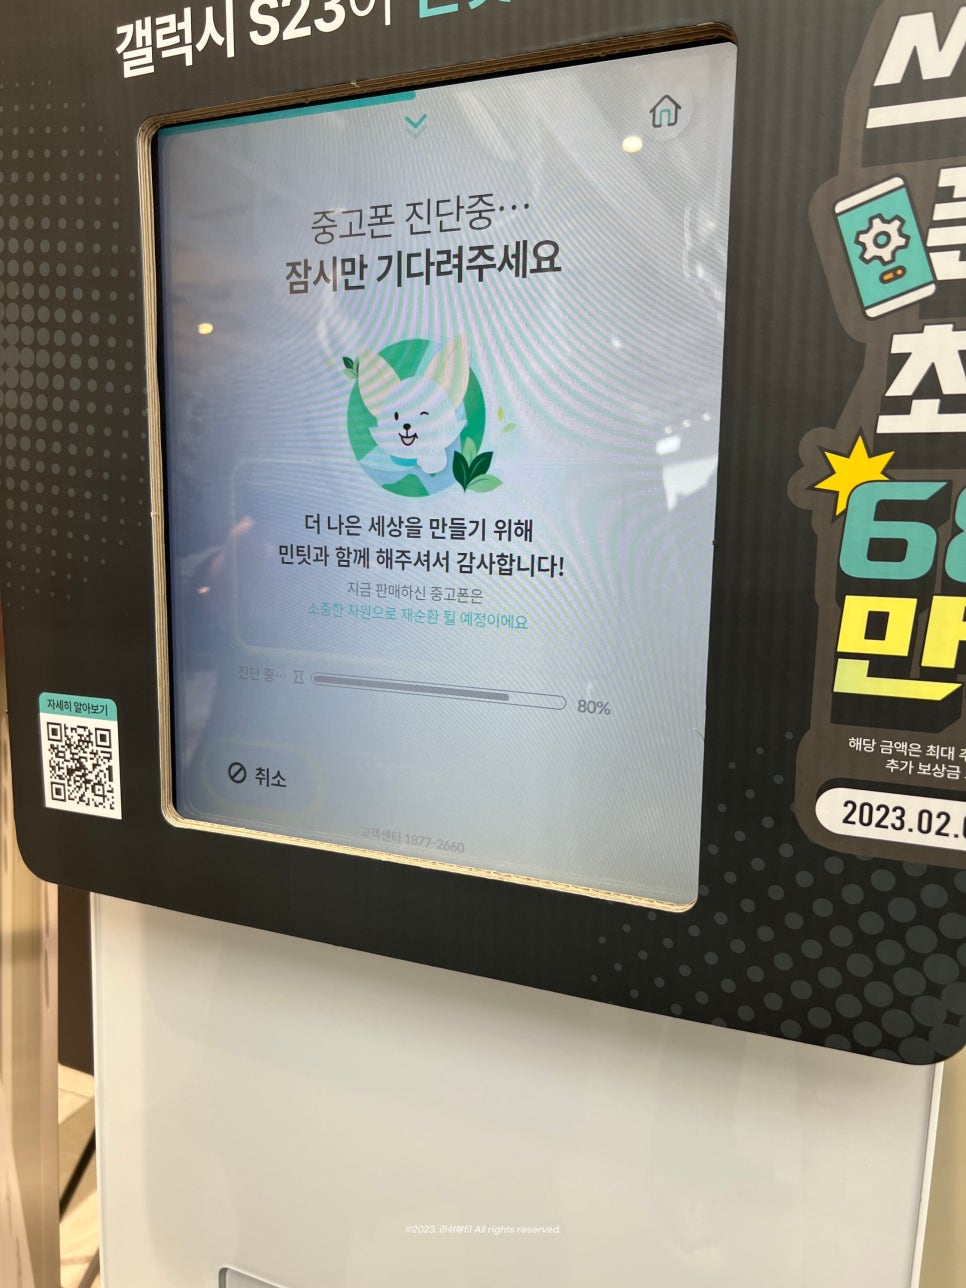 갤럭시 S23이
중고폰 진단중…
잠시만 기다려주세요
더 나은 세상을 만들기 위해
민팃과 함께 해주셔서 감사합니다!
지금 판매하신 중고폰은
소중한 자원으로 재순환 될 예정이에요
진단 중… 80%
취소
고객센터 1877-2660
자세히 알아보기
초
68
만
해당 금액은 최대
추가 보상금
2023.02.0
©2023. 리쉬뷰티 All rights reserved.